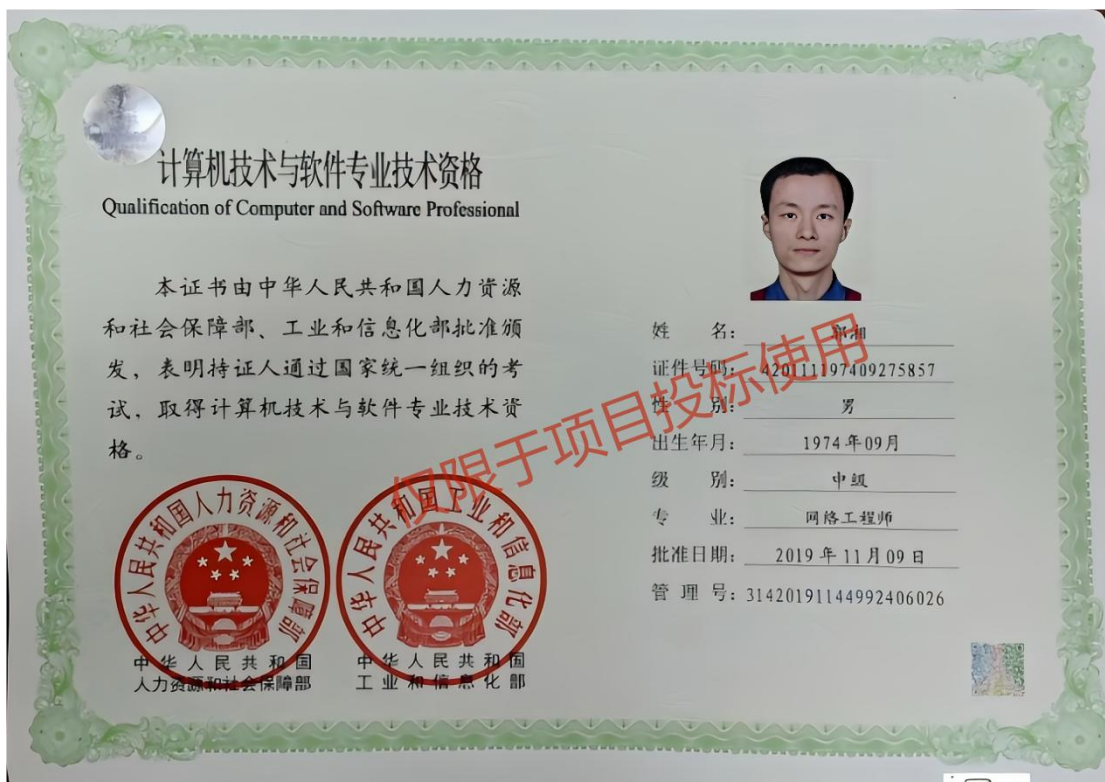 计算机技术与软件专业技术资格
Qualification of Computer and Software Professional
本证书由中华人民共和国人力资源
和社会保障部、工业和信息化部批准颁
发，表明持证人通过国家统一组织的考
试，取得计算机技术与软件专业技术资
格。
中华人民共和国人力资源和社会保障部
中华人民共和国
人力资源和社会保障部
中华人民共和国工业和信息化部
中华人民共和国
工业和信息化部
姓 名：
证件号码： 420111197409275857
性 别： 男
出生年月： 1974年09月
级 别： 中级
专 业： 网络工程师
批准日期： 2019年11月09日
管 理 号：31420191144992406026
仅限于项目投标使用